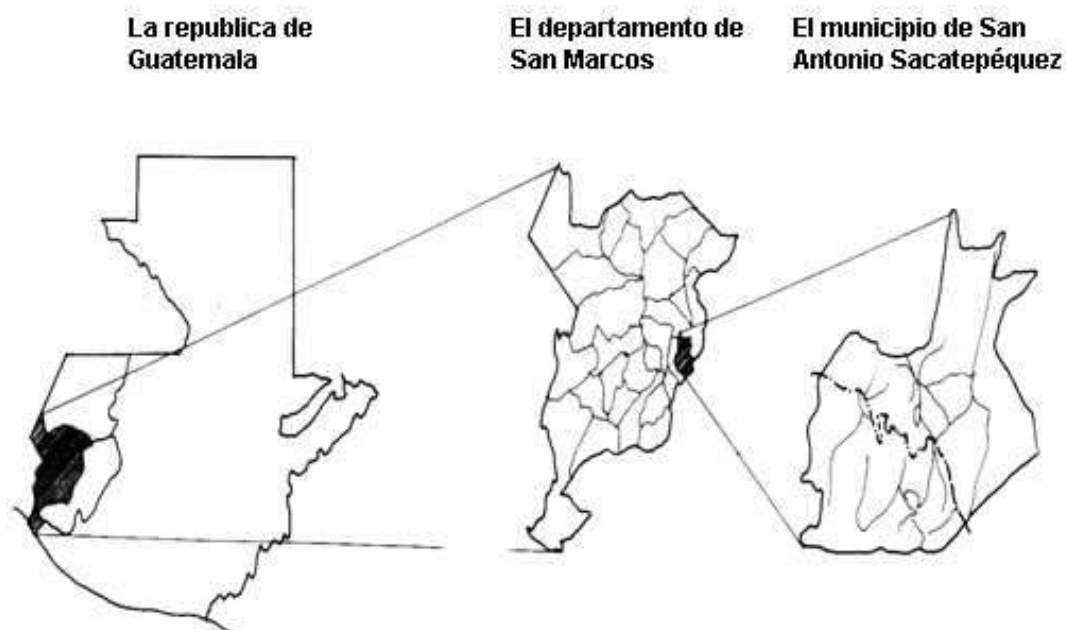 La republica de
Guatemala
El departamento de
San Marcos
El municipio de San
Antonio Sacatepéquez